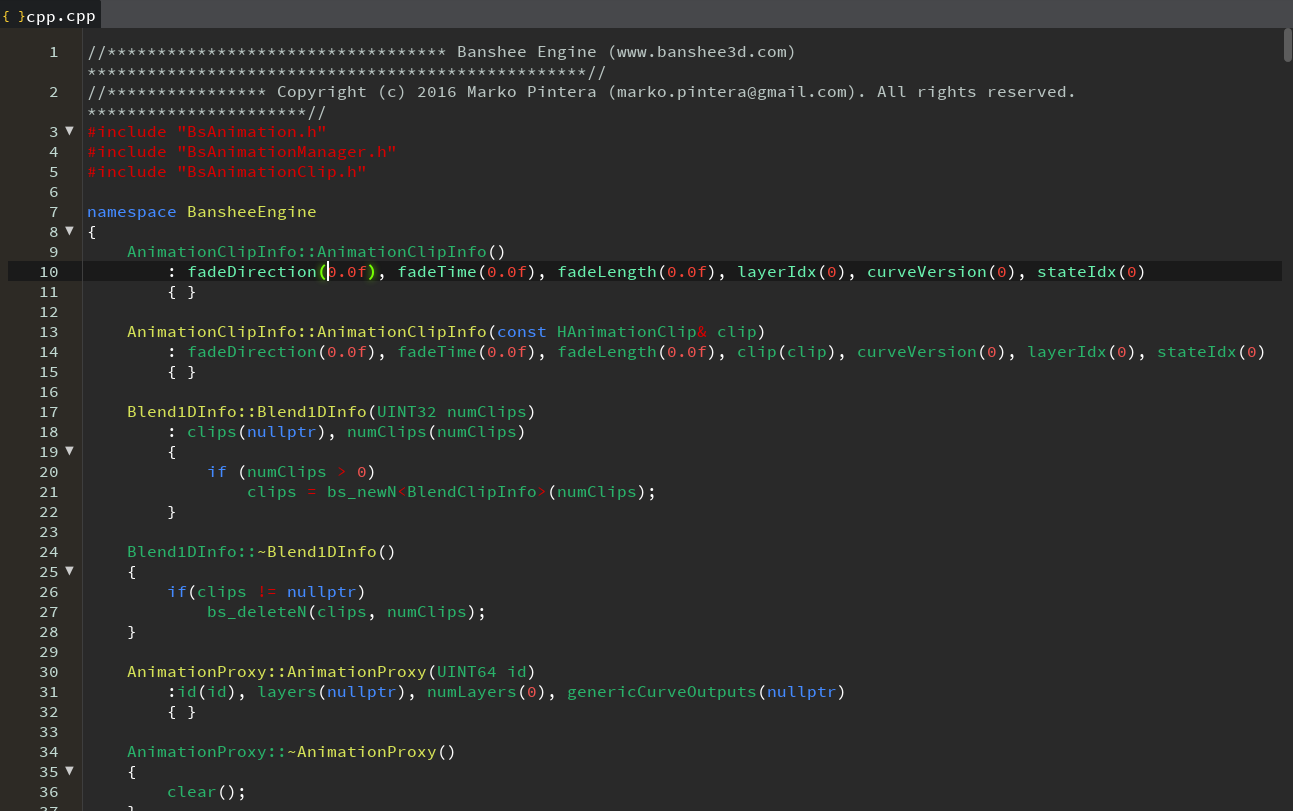 { }cpp.cpp
1 //********************************** Banshee Engine (www.banshee3d.com)
**************************************************//
2 //**************** Copyright (c) 2016 Marko Pintera (marko.pintera@gmail.com). All rights reserved.
**********************//
3 ▼ #include "BsAnimation.h"
4 #include "BsAnimationManager.h"
5 #include "BsAnimationClip.h"
6
7 namespace BansheeEngine
8 ▼ {
9     AnimationClipInfo::AnimationClipInfo()
10         : fadeDirection(0.0f), fadeTime(0.0f), fadeLength(0.0f), layerIdx(0), curveVersion(0), stateIdx(0)
11         { }
12
13     AnimationClipInfo::AnimationClipInfo(const HAnimationClip& clip)
14         : fadeDirection(0.0f), fadeTime(0.0f), fadeLength(0.0f), clip(clip), curveVersion(0), layerIdx(0), stateIdx(0)
15         { }
16
17     Blend1DInfo::Blend1DInfo(UINT32 numClips)
18         : clips(nullptr), numClips(numClips)
19 ▼         {
20             if (numClips > 0)
21                 clips = bs_newN<BlendClipInfo>(numClips);
22         }
23
24     Blend1DInfo::~Blend1DInfo()
25 ▼     {
26         if(clips != nullptr)
27             bs_deleteN(clips, numClips);
28     }
29
30     AnimationProxy::AnimationProxy(UINT64 id)
31         :id(id), layers(nullptr), numLayers(0), genericCurveOutputs(nullptr)
32         { }
33
34     AnimationProxy::~AnimationProxy()
35 ▼     {
36         clear();
37     }